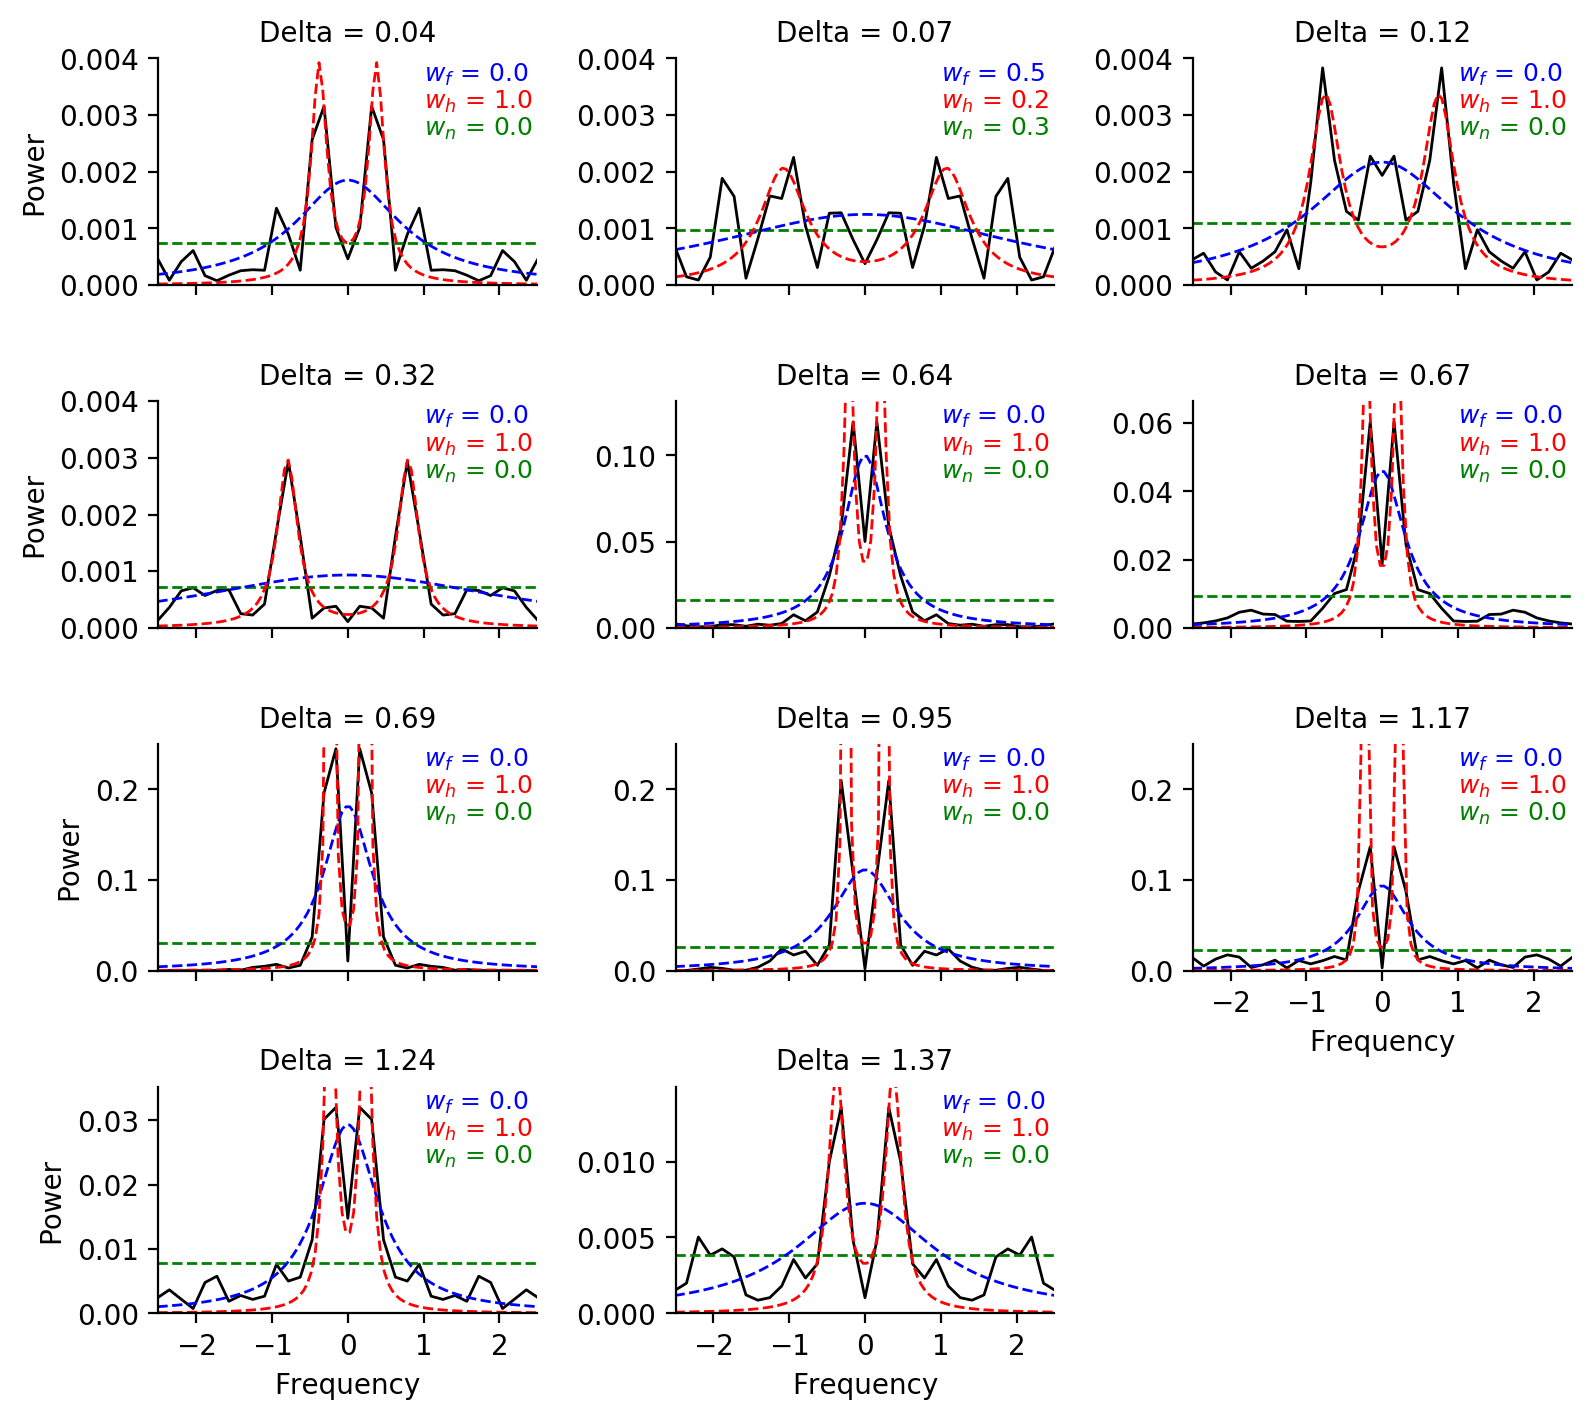 Delta = 0.04
Power
0.004
0.003
0.002
0.001
0.000
w_f = 0.0
w_h = 1.0
w_n = 0.0
Delta = 0.07
0.004
0.003
0.002
0.001
0.000
w_f = 0.5
w_h = 0.2
w_n = 0.3
Delta = 0.12
0.004
0.003
0.002
0.001
0.000
w_f = 0.0
w_h = 1.0
w_n = 0.0
Delta = 0.32
Power
0.004
0.003
0.002
0.001
0.000
w_f = 0.0
w_h = 1.0
w_n = 0.0
Delta = 0.64
0.10
0.05
0.00
w_f = 0.0
w_h = 1.0
w_n = 0.0
Delta = 0.67
0.06
0.04
0.02
0.00
w_f = 0.0
w_h = 1.0
w_n = 0.0
Delta = 0.69
Power
0.2
0.1
0.0
w_f = 0.0
w_h = 1.0
w_n = 0.0
Delta = 0.95
0.2
0.1
0.0
w_f = 0.0
w_h = 1.0
w_n = 0.0
Delta = 1.17
0.2
0.1
0.0
w_f = 0.0
w_h = 1.0
w_n = 0.0
−2 −1 0 1 2
Frequency
Delta = 1.24
Power
0.03
0.02
0.01
0.00
w_f = 0.0
w_h = 1.0
w_n = 0.0
−2 −1 0 1 2
Frequency
Delta = 1.37
0.010
0.005
0.000
w_f = 0.0
w_h = 1.0
w_n = 0.0
−2 −1 0 1 2
Frequency